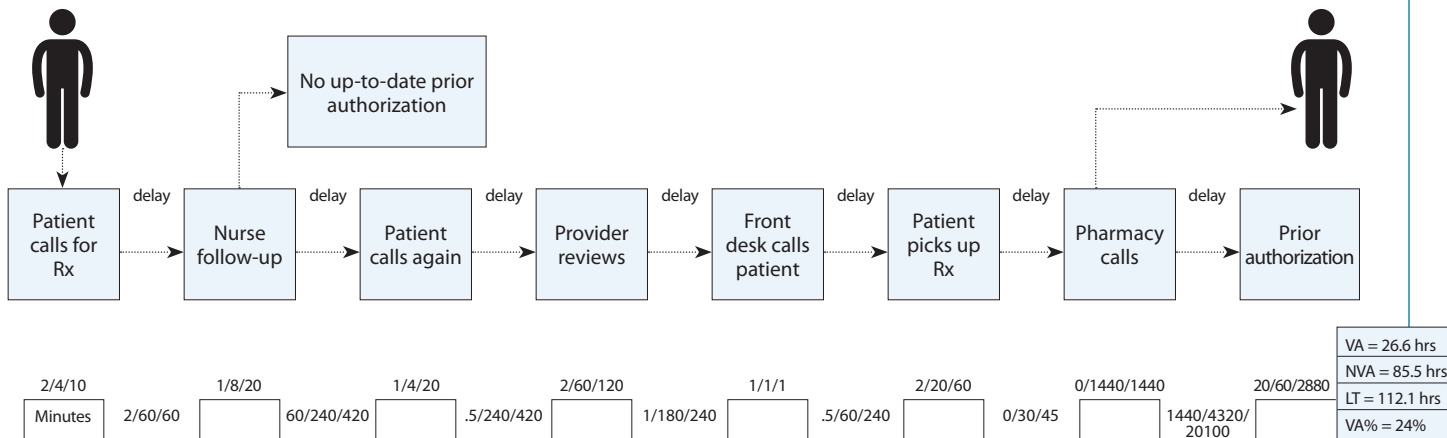 No up-to-date prior
authorization
Patient
calls for
Rx
delay
Nurse
follow-up
delay
Patient
calls again
delay
Provider
reviews
delay
Front
desk calls
patient
delay
Patient
picks up
Rx
delay
Pharmacy
calls
delay
Prior
authorization
2/4/10
Minutes
2/60/60
1/8/20
60/240/420
1/4/20
.5/240/420
2/60/120
1/180/240
1/1/1
.5/60/240
2/20/60
0/30/45
0/1440/1440
1440/4320/
20100
20/60/2880
VA = 26.6 hrs
NVA = 85.5 hrs
LT = 112.1 hrs
VA% = 24%